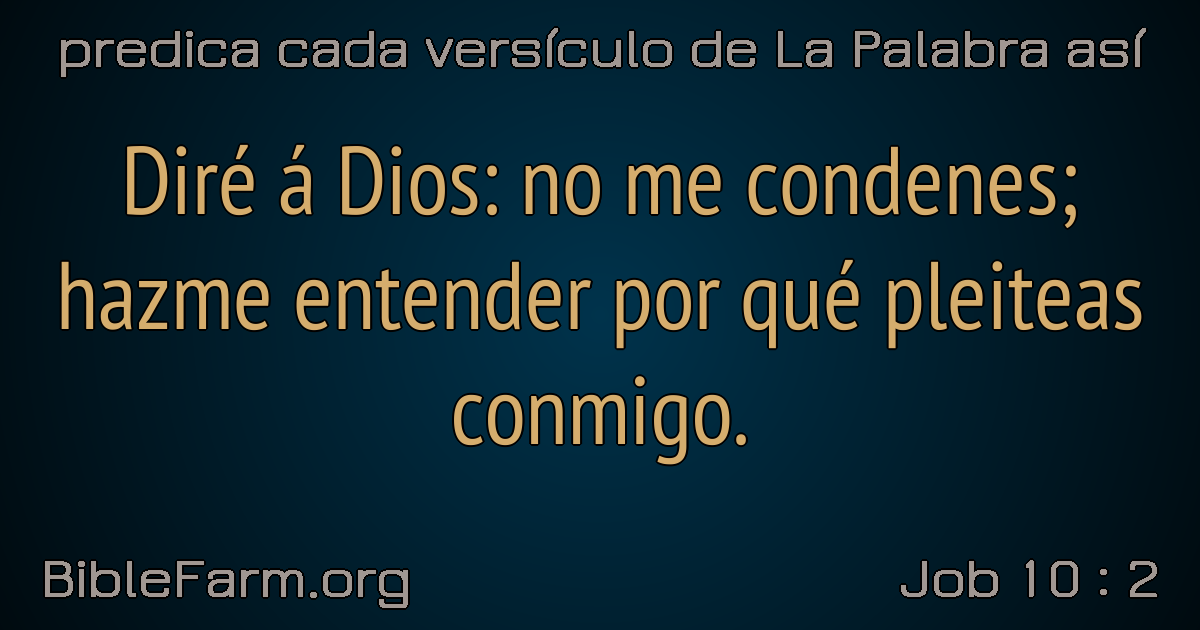 predica cada versículo de La Palabra así
Diré á Dios: no me condenes;
hazme entender por qué pleiteas
conmigo.
BibleFarm.org
Job 10 : 2